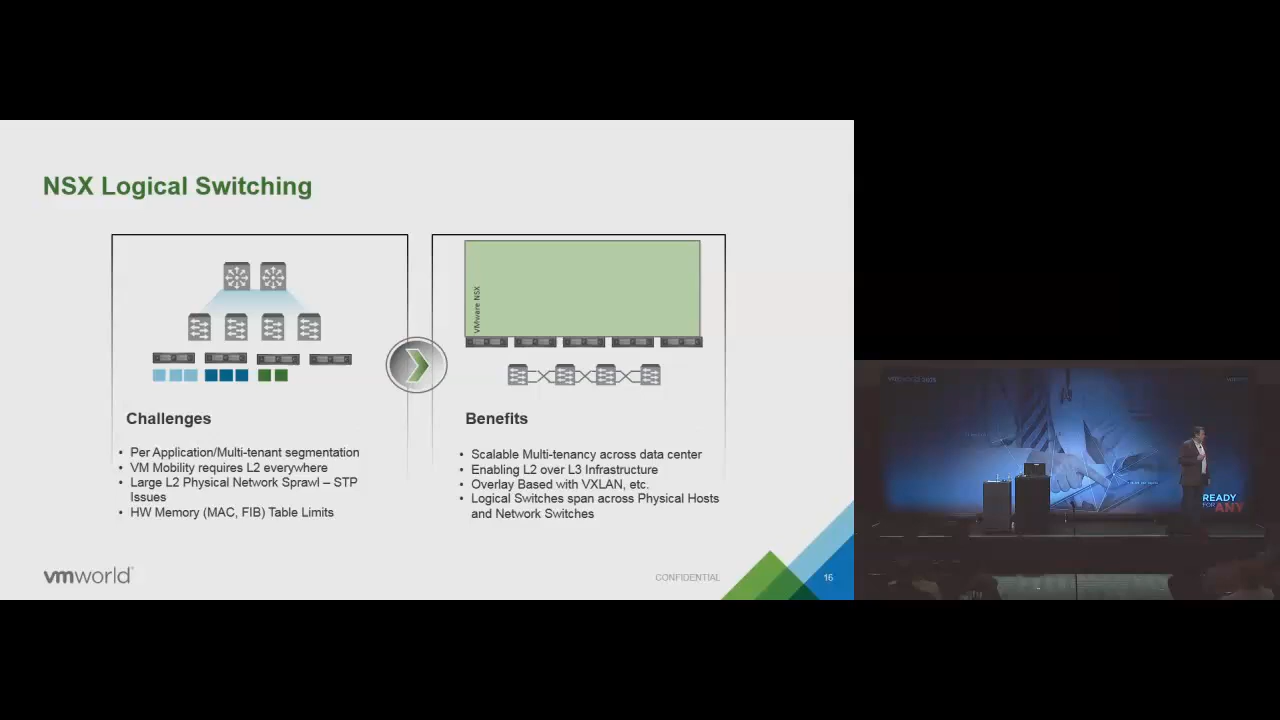 NSX Logical Switching
VMware NSX
Challenges
• Per Application/Multi-tenant segmentation
• VM Mobility requires L2 everywhere
• Large L2 Physical Network Sprawl – STP
Issues
• HW Memory (MAC, FIB) Table Limits
Benefits
• Scalable Multi-tenancy across data center
• Enabling L2 over L3 Infrastructure
• Overlay Based with VXLAN, etc.
• Logical Switches span across Physical Hosts
and Network Switches
vmworld
CONFIDENTIAL
16
READY
FOR ANY